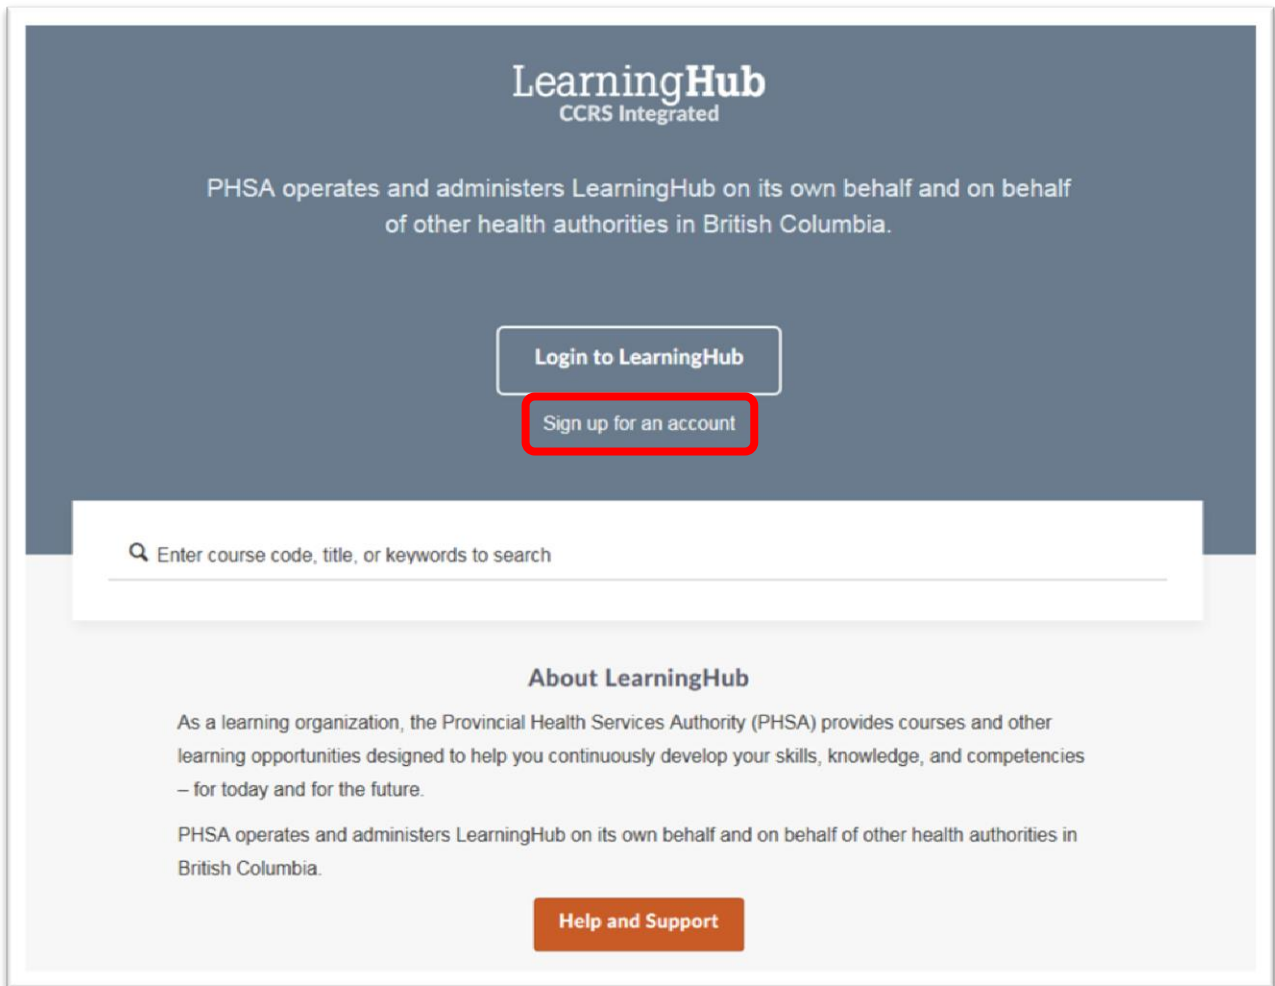 LearningHub
CCRS Integrated
PHSA operates and administers LearningHub on its own behalf and on behalf
of other health authorities in British Columbia.
Login to LearningHub
Sign up for an account
Enter course code, title, or keywords to search
About LearningHub
As a learning organization, the Provincial Health Services Authority (PHSA) provides courses and other
learning opportunities designed to help you continuously develop your skills, knowledge, and competencies
– for today and for the future.
PHSA operates and administers LearningHub on its own behalf and on behalf of other health authorities in
British Columbia.
Help and Support